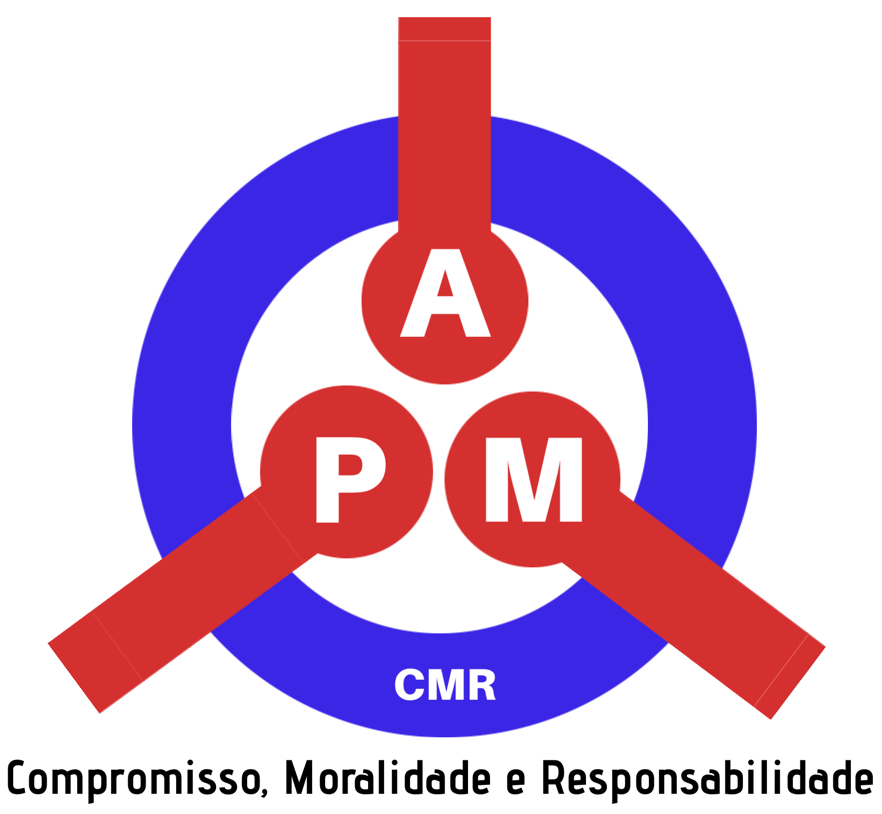 A
P M
CMR
Compromisso, Moralidade e Responsabilidade